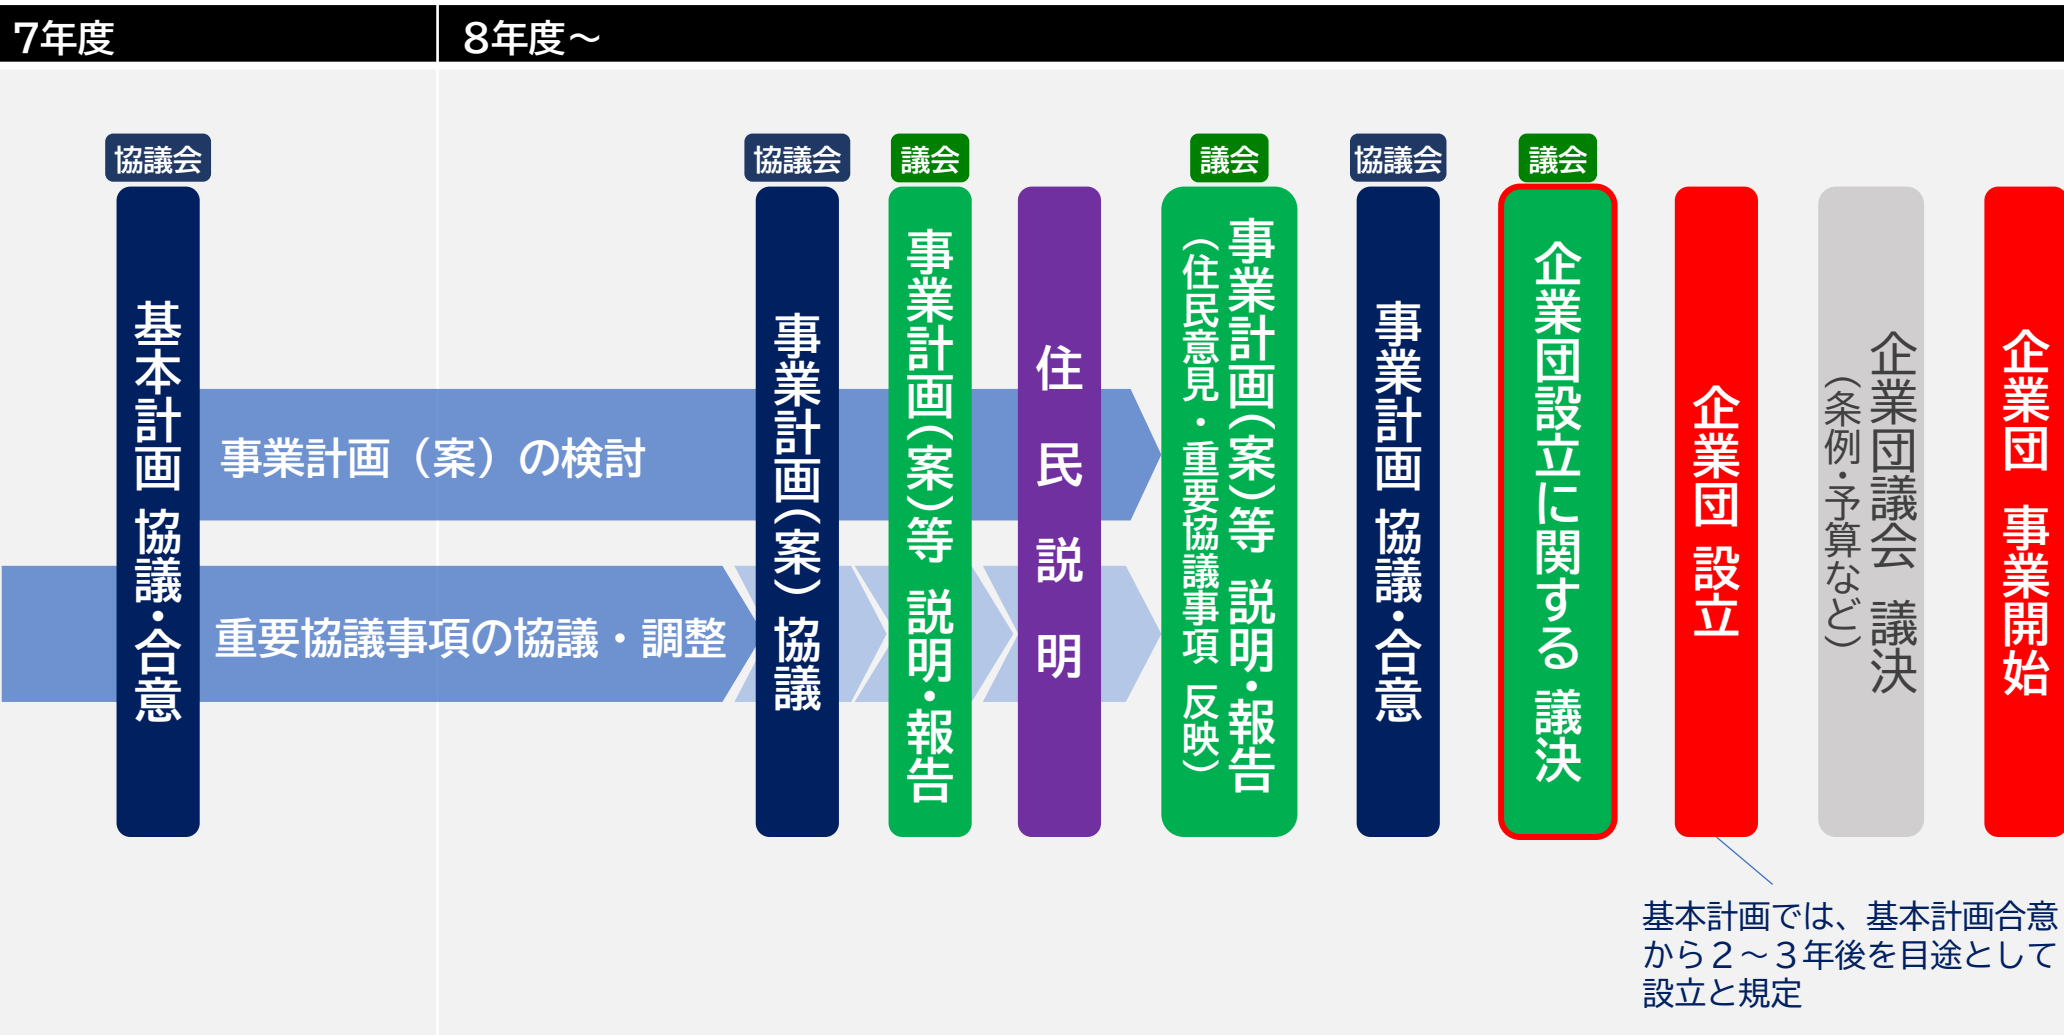 7年度
8年度～
協議会
基本計画 協議・合意
事業計画（案）の検討
重要協議事項の協議・調整
協議会
事業計画(案) 協議
議会
事業計画(案)等 説明・報告
住民説明
議会
事業計画(案)等 説明・報告
（住民意見・重要協議事項 反映）
協議会
事業計画 協議・合意
議会
企業団設立に関する 議決
企業団 設立
企業団議会 議決
（条例・予算など）
企業団 事業開始
基本計画では、基本計画合意
から２～３年後を目途として
設立と規定